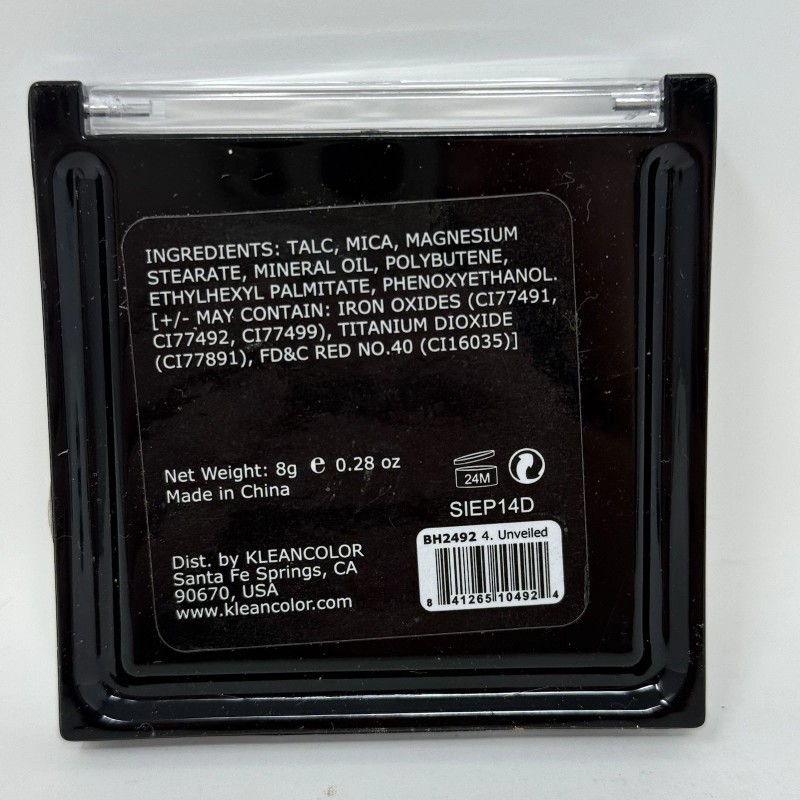 INGREDIENTS: TALC, MICA, MAGNESIUM
STEARATE, MINERAL OIL, POLYBUTENE,
ETHYLHEXYL PALMITATE, PHENOXYETHANOL.
[+/- MAY CONTAIN: IRON OXIDES (CI77491,
CI77492, CI77499), TITANIUM DIOXIDE
(CI77891), FD&C RED NO.40 (CI16035)]
Net Weight: 8g e 0.28 oz
Made in China
24M
SIEP14D
BH2492 4. Unveiled
8 41265 10492 4
Dist. by KLEANCOLOR
Santa Fe Springs, CA
90670, USA
www.kleancolor.com